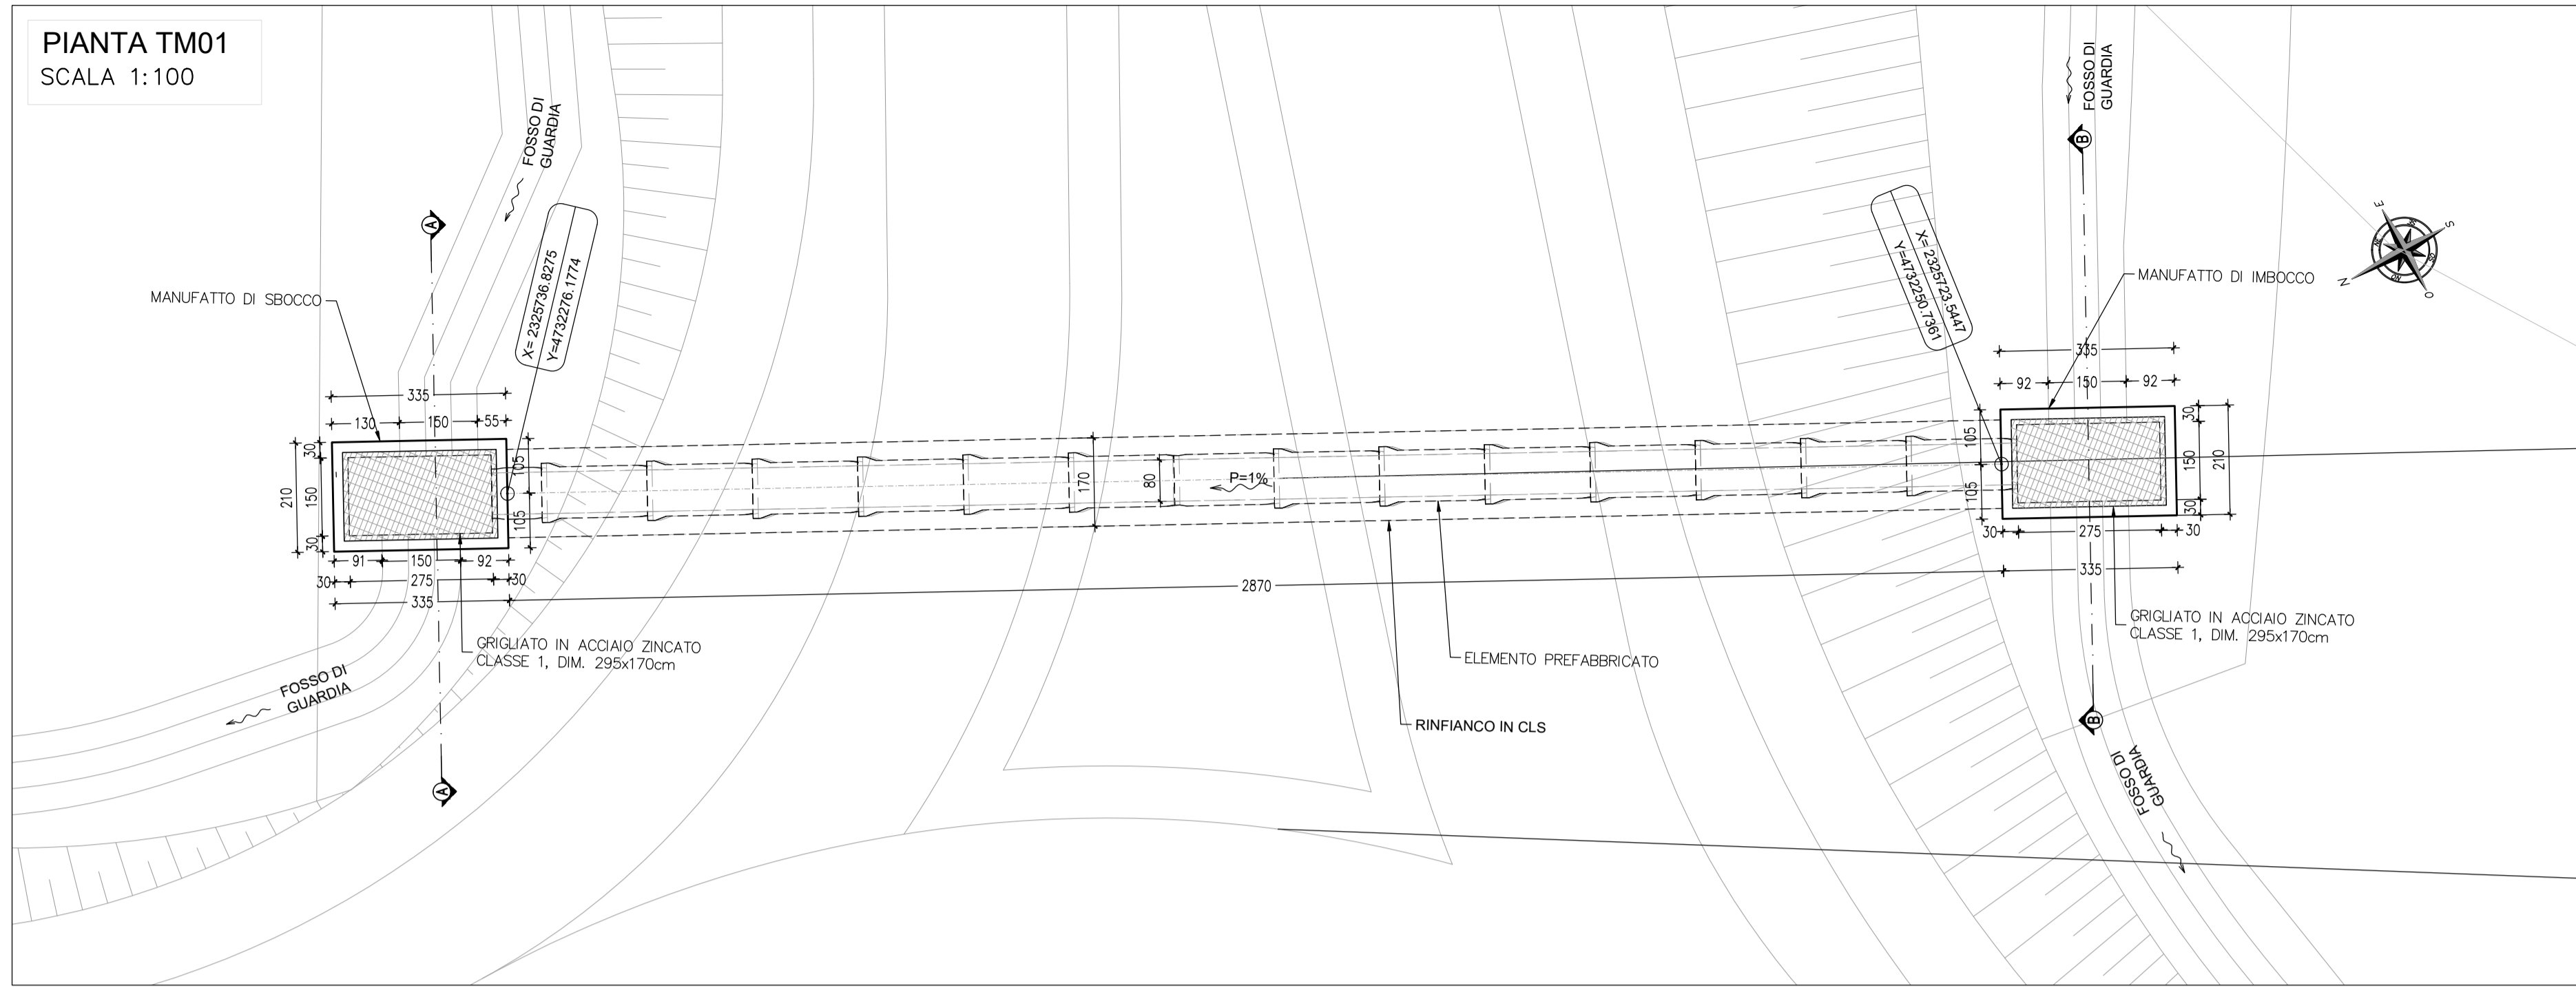 PIANTA TM01
SCALA 1:100
FOSSO DI
GUARDIA
FOSSO DI
GUARDIA
A
B
X= 2325736.8275
Y=4732276.1774
X= 2325723.5447
Y=4732250.7361
E
S
N
O
MANUFATTO DI SBOCCO
MANUFATTO DI IMBOCCO
335
130
150
55
335
92
150
92
210
30
150
30
105
105
170
80
P=1%
105
105
30
150
30
210
91
150
92
30
275
30
335
2870
30
275
30
335
GRIGLIATO IN ACCIAIO ZINCATO
CLASSE 1, DIM. 295x170cm
ELEMENTO PREFABBRICATO
GRIGLIATO IN ACCIAIO ZINCATO
CLASSE 1, DIM. 295x170cm
FOSSO DI
GUARDIA
RINFIANCO IN CLS
B
A
FOSSO DI
GUARDIA